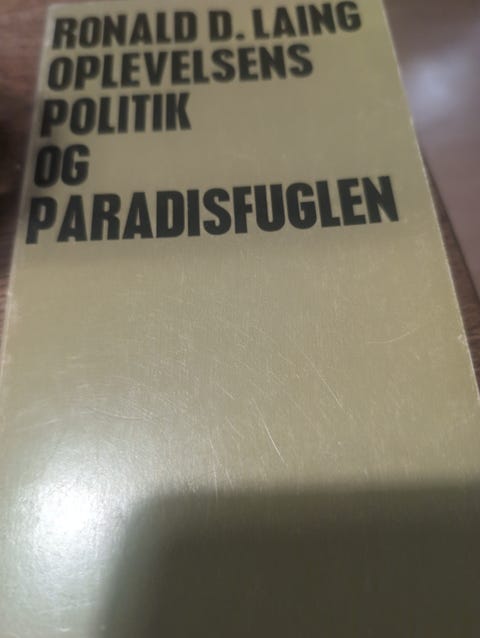 RONALD D. LAING
OPLEVELSENS
POLITIK
OG
PARADISFUGLEN